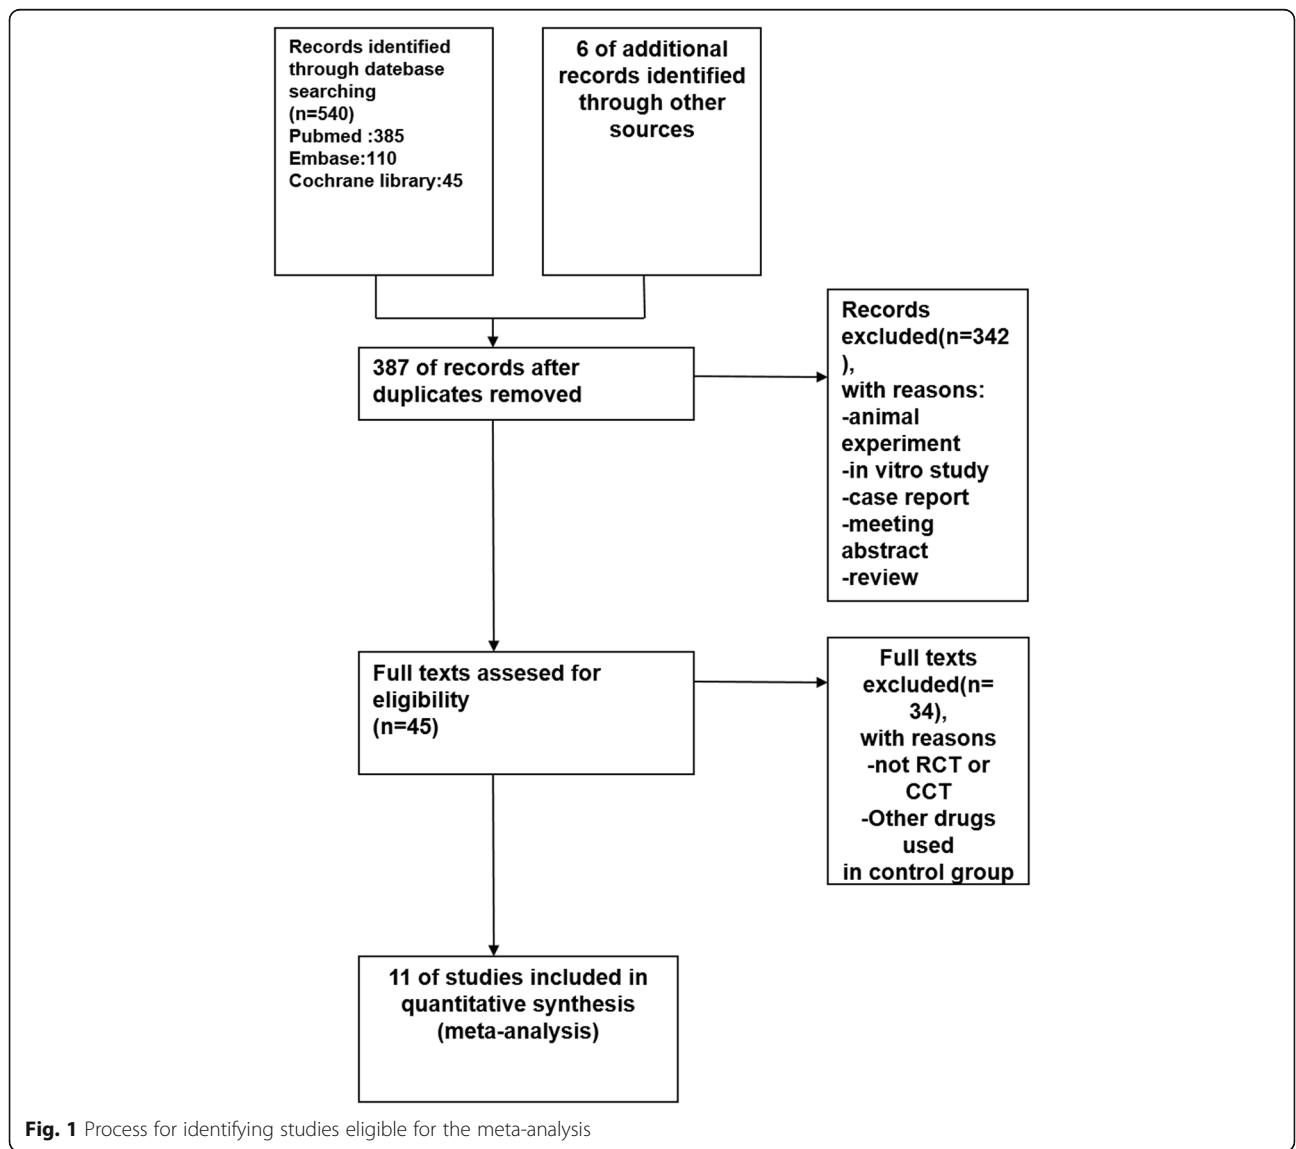 Records identified
through datebase
searching
(n=540)
Pubmed :385
Embase:110
Cochrane library:45
6 of additional
records identified
through other
sources
387 of records after
duplicates removed
Records
excluded(n=342
),
with reasons:
-animal
experiment
-in vitro study
-case report
-meeting
abstract
-review
Full texts assesed for
eligibility
(n=45)
Full texts
excluded(n=
34),
with reasons
-not RCT or
CCT
-Other drugs
used
in control group
11 of studies included in
quantitative synthesis
(meta-analysis)
Fig. 1 Process for identifying studies eligible for the meta-analysis